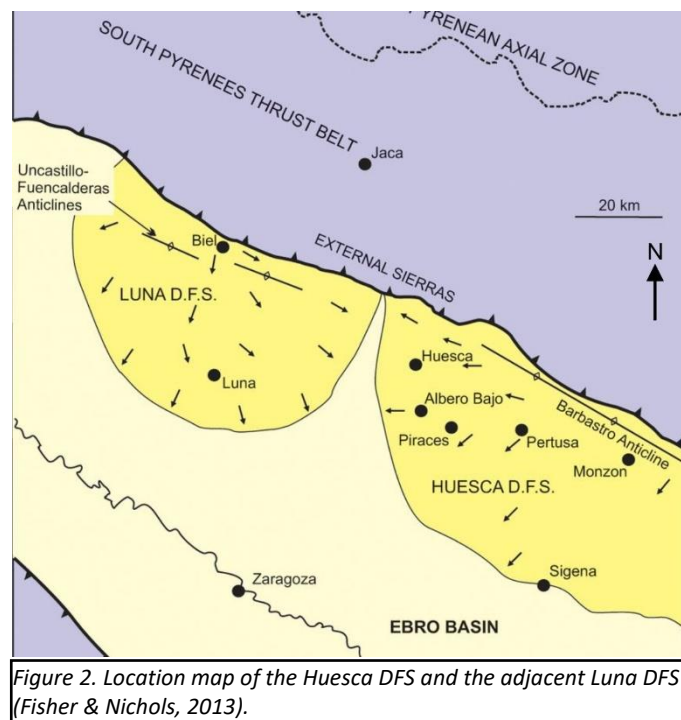 PYRENEAN AXIAL ZONE
SOUTH PYRENEES THRUST BELT
Jaca
Uncastillo-
Fuencalderas
Anticlines
20 km
N
Biel
EXTERNAL SIERRAS
LUNA D.F.S.
Huesca
Luna
Albero Bajo
Barbastro Anticline
Piraces
Pertusa
Monzon
HUESCA D.F.S.
Zaragoza
Sigena
EBRO BASIN
Figure 2. Location map of the Huesca DFS and the adjacent Luna DFS
(Fisher & Nichols, 2013).